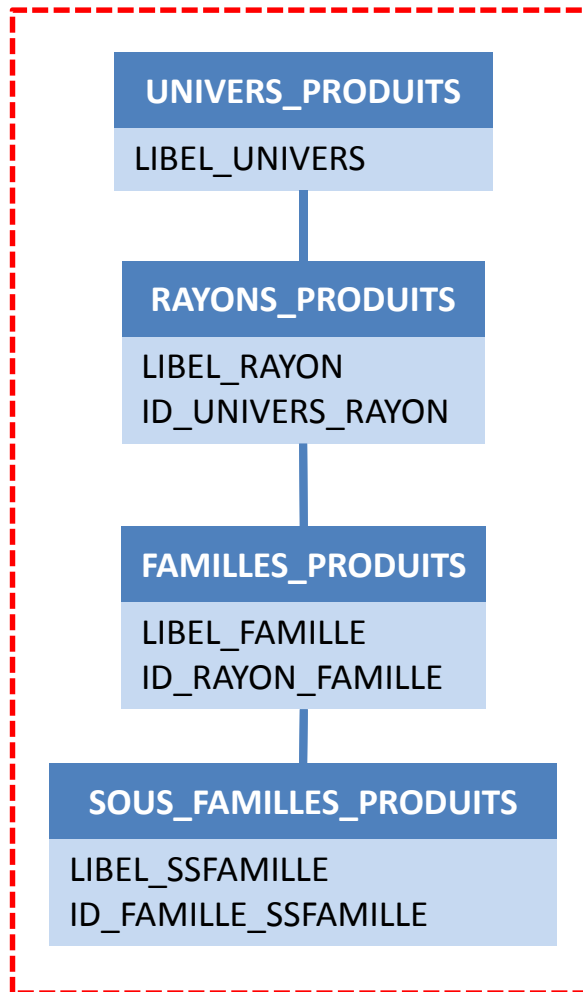 UNIVERS_PRODUITS
LIBEL_UNIVERS
RAYONS_PRODUITS
LIBEL_RAYON
ID_UNIVERS_RAYON
FAMILLES_PRODUITS
LIBEL_FAMILLE
ID_RAYON_FAMILLE
SOUS_FAMILLES_PRODUITS
LIBEL_SSFAMILLE
ID_FAMILLE_SSFAMILLE